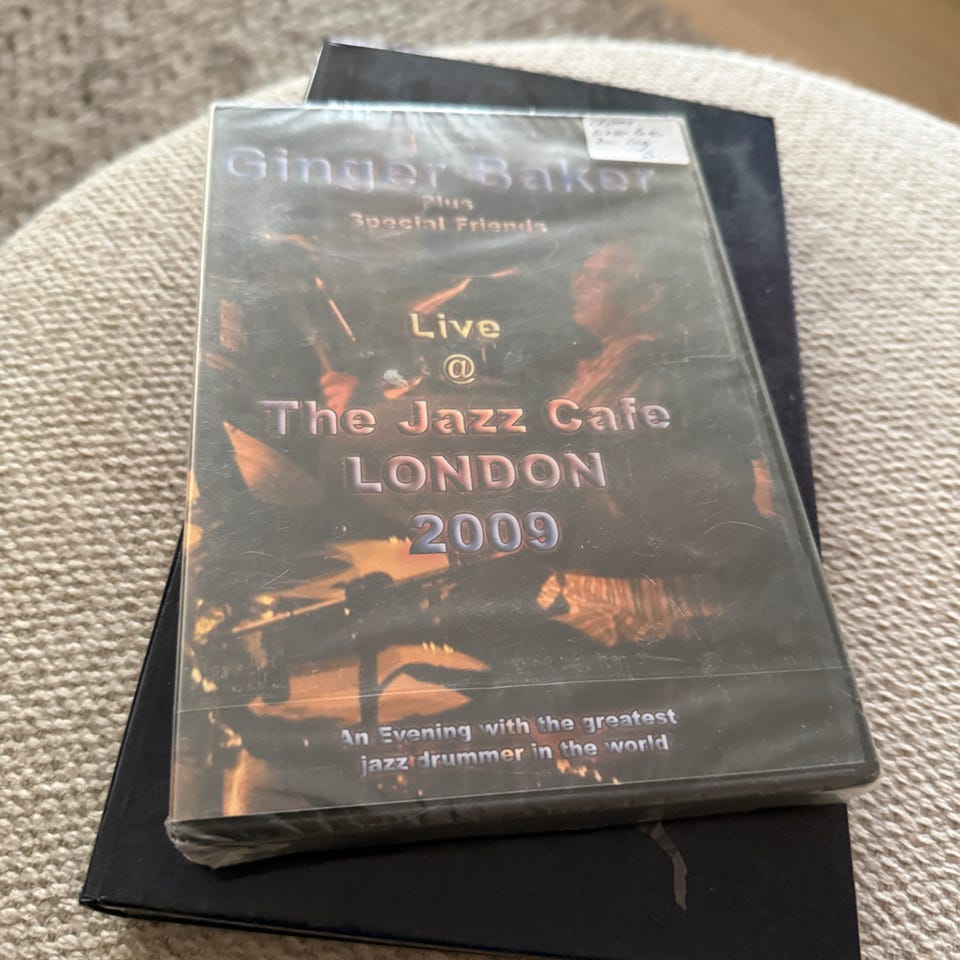 Ginger Baker
Plus
Special Friends
Live
@
The Jazz Cafe
LONDON
2009
An Evening with the greatest
jazz drummer in the world